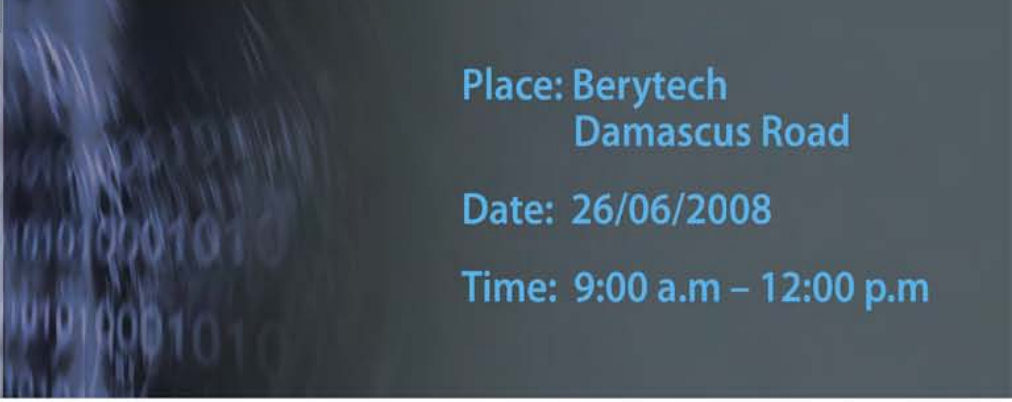 Place: Berytech
Damascus Road
Date: 26/06/2008
Time: 9:00 a.m – 12:00 p.m